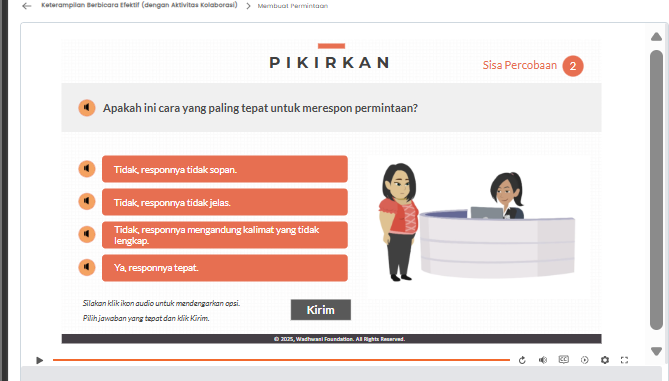 Keterampilan Berbicara Efektif (dengan Aktivitas Kolaborasi) > Membuat Permintaan
PIKIRKAN
Sisa Percobaan 2
Apakah ini cara yang paling tepat untuk merespon permintaan?
Tidak, responnya tidak sopan.
Tidak, responnya tidak jelas.
Tidak, responnya mengandung kalimat yang tidak
lengkap.
Ya, responnya tepat.
Silakan klik ikon audio untuk mendengarkan opsi.
Pilih jawaban yang tepat dan klik Kirim.
Kirim
© 2025, Wadhwani Foundation. All Rights Reserved.
CC